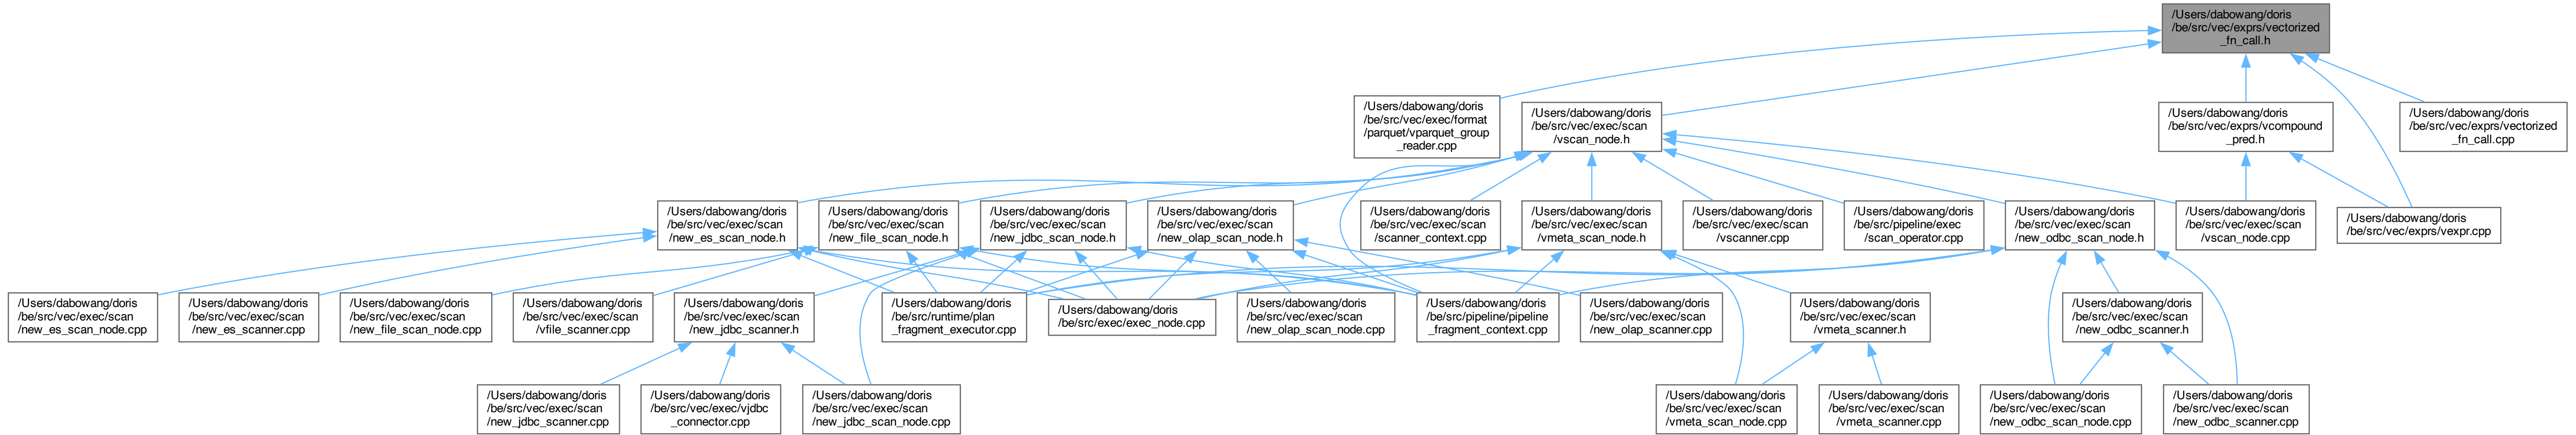 /Users/dabowang/doris
/be/src/vec/exprs/vectorized
_fn_call.h
/Users/dabowang/doris
/be/src/vec/exec/format
/parquet/vparquet_group
_reader.cpp
/Users/dabowang/doris
/be/src/vec/exec/scan
/vscan_node.h
/Users/dabowang/doris
/be/src/vec/exprs/vcompound
_pred.h
/Users/dabowang/doris
/be/src/vec/exprs/vectorized
_fn_call.cpp
/Users/dabowang/doris
/be/src/vec/exec/scan
/new_es_scan_node.h
/Users/dabowang/doris
/be/src/vec/exec/scan
/new_file_scan_node.h
/Users/dabowang/doris
/be/src/vec/exec/scan
/new_jdbc_scan_node.h
/Users/dabowang/doris
/be/src/vec/exec/scan
/new_olap_scan_node.h
/Users/dabowang/doris
/be/src/vec/exec/scan
/scanner_context.cpp
/Users/dabowang/doris
/be/src/vec/exec/scan
/vmeta_scan_node.h
/Users/dabowang/doris
/be/src/vec/exec/scan
/vscanner.cpp
/Users/dabowang/doris
/be/src/pipeline/exec
/scan_operator.cpp
/Users/dabowang/doris
/be/src/vec/exec/scan
/new_odbc_scan_node.h
/Users/dabowang/doris
/be/src/vec/exec/scan
/vscan_node.cpp
/Users/dabowang/doris
/be/src/vec/exprs/vexpr.cpp
/Users/dabowang/doris
/be/src/vec/exec/scan
/new_es_scan_node.cpp
/Users/dabowang/doris
/be/src/vec/exec/scan
/new_es_scanner.cpp
/Users/dabowang/doris
/be/src/vec/exec/scan
/new_file_scan_node.cpp
/Users/dabowang/doris
/be/src/vec/exec/scan
/vfile_scanner.cpp
/Users/dabowang/doris
/be/src/vec/exec/scan
/new_jdbc_scanner.h
/Users/dabowang/doris
/be/src/runtime/plan
_fragment_executor.cpp
/Users/dabowang/doris
/be/src/exec/exec_node.cpp
/Users/dabowang/doris
/be/src/vec/exec/scan
/new_olap_scan_node.cpp
/Users/dabowang/doris
/be/src/pipeline/pipeline
_fragment_context.cpp
/Users/dabowang/doris
/be/src/vec/exec/scan
/new_olap_scanner.cpp
/Users/dabowang/doris
/be/src/vec/exec/scan
/vmeta_scanner.h
/Users/dabowang/doris
/be/src/vec/exec/scan
/new_odbc_scanner.h
/Users/dabowang/doris
/be/src/vec/exec/scan
/new_jdbc_scanner.cpp
/Users/dabowang/doris
/be/src/vec/exec/vjdbc
_connector.cpp
/Users/dabowang/doris
/be/src/vec/exec/scan
/new_jdbc_scan_node.cpp
/Users/dabowang/doris
/be/src/vec/exec/scan
/vmeta_scan_node.cpp
/Users/dabowang/doris
/be/src/vec/exec/scan
/vmeta_scanner.cpp
/Users/dabowang/doris
/be/src/vec/exec/scan
/new_odbc_scan_node.cpp
/Users/dabowang/doris
/be/src/vec/exec/scan
/new_odbc_scanner.cpp